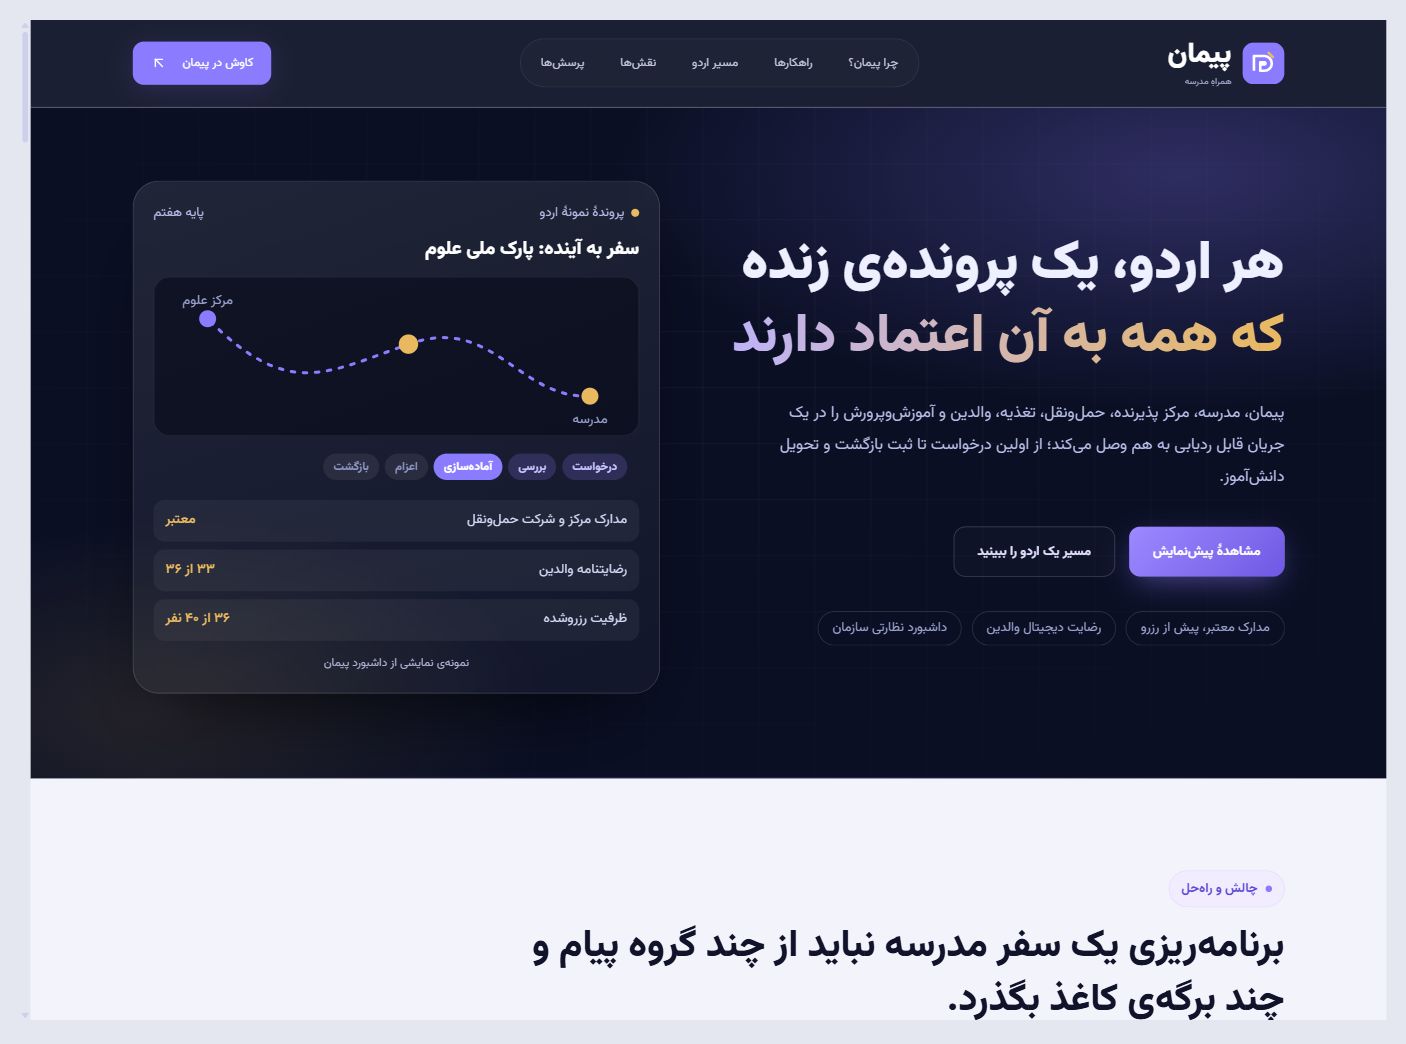 پیمان
همراه مدرسه
چرا پیمان؟
راهکارها
مسیر اردو
نقش‌ها
پرسش‌ها
کاوش در پیمان
هر اردو، یک پرونده‌ی زنده
که همه به آن اعتماد دارند
پیمان، مدرسه، مرکز پذیرنده، حمل‌ونقل، تغذیه، والدین و آموزش‌وپرورش را در یک
جریان قابل ردیابی به هم وصل می‌کند؛ از اولین درخواست تا ثبت بازگشت و تحویل
دانش‌آموز.
مشاهدهٔ پیش‌نمایش
مسیر یک اردو را ببینید
مدارک معتبر، پیش از رزرو
رضایت دیجیتال والدین
داشبورد نظارتی سازمان
پروندهٔ نمونهٔ اردو
پایه هفتم
سفر به آینده: پارک ملی علوم
مرکز علوم
مدرسه
درخواست
بررسی
آماده‌سازی
اعزام
بازگشت
مدارک مرکز و شرکت حمل‌ونقل
معتبر
رضایتنامه والدین
۳۳ از ۳۶
ظرفیت رزروشده
۳۶ از ۴۰ نفر
نمونه‌ی نمایشی از داشبورد پیمان
چالش و راه‌حل
برنامه‌ریزی یک سفر مدرسه نباید از چند گروه پیام و
چند برگه‌ی کاغذ بگذرد.